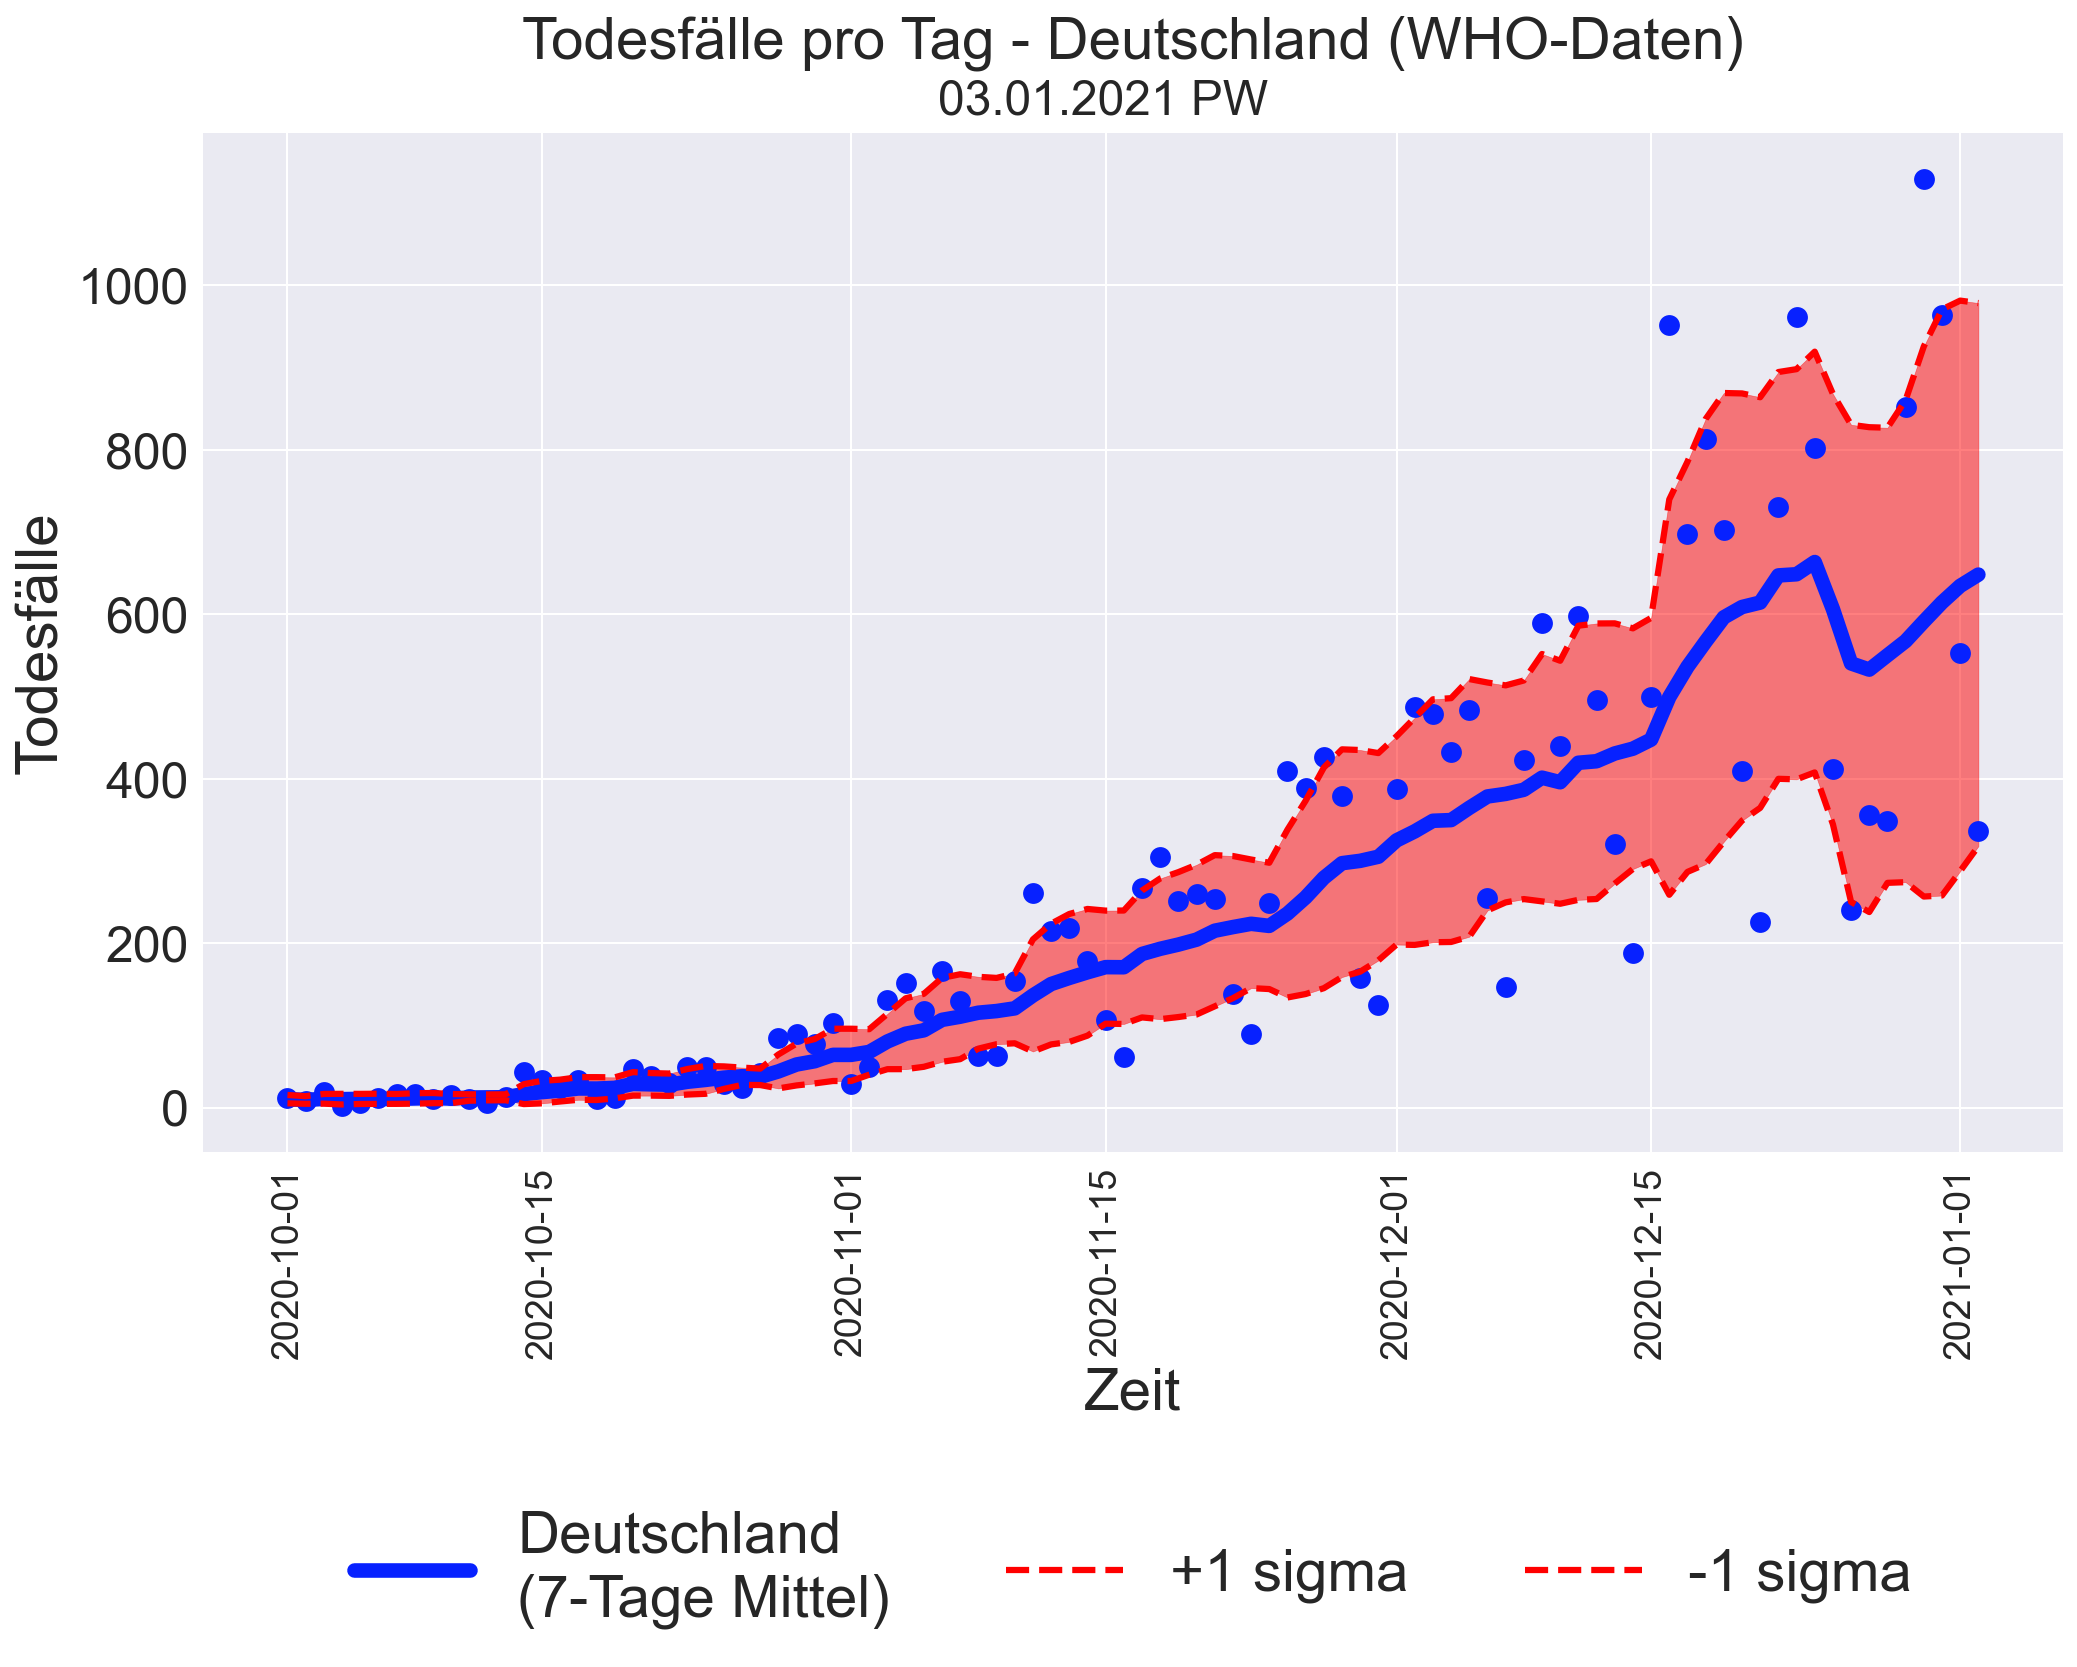 Todesfälle pro Tag - Deutschland (WHO-Daten)
03.01.2021 PW
Todesfälle
1000
800
600
400
200
0
2020-10-01
2020-10-15
2020-11-01
2020-11-15
2020-12-01
2020-12-15
2021-01-01
Zeit
Deutschland
(7-Tage Mittel)
+1 sigma
-1 sigma